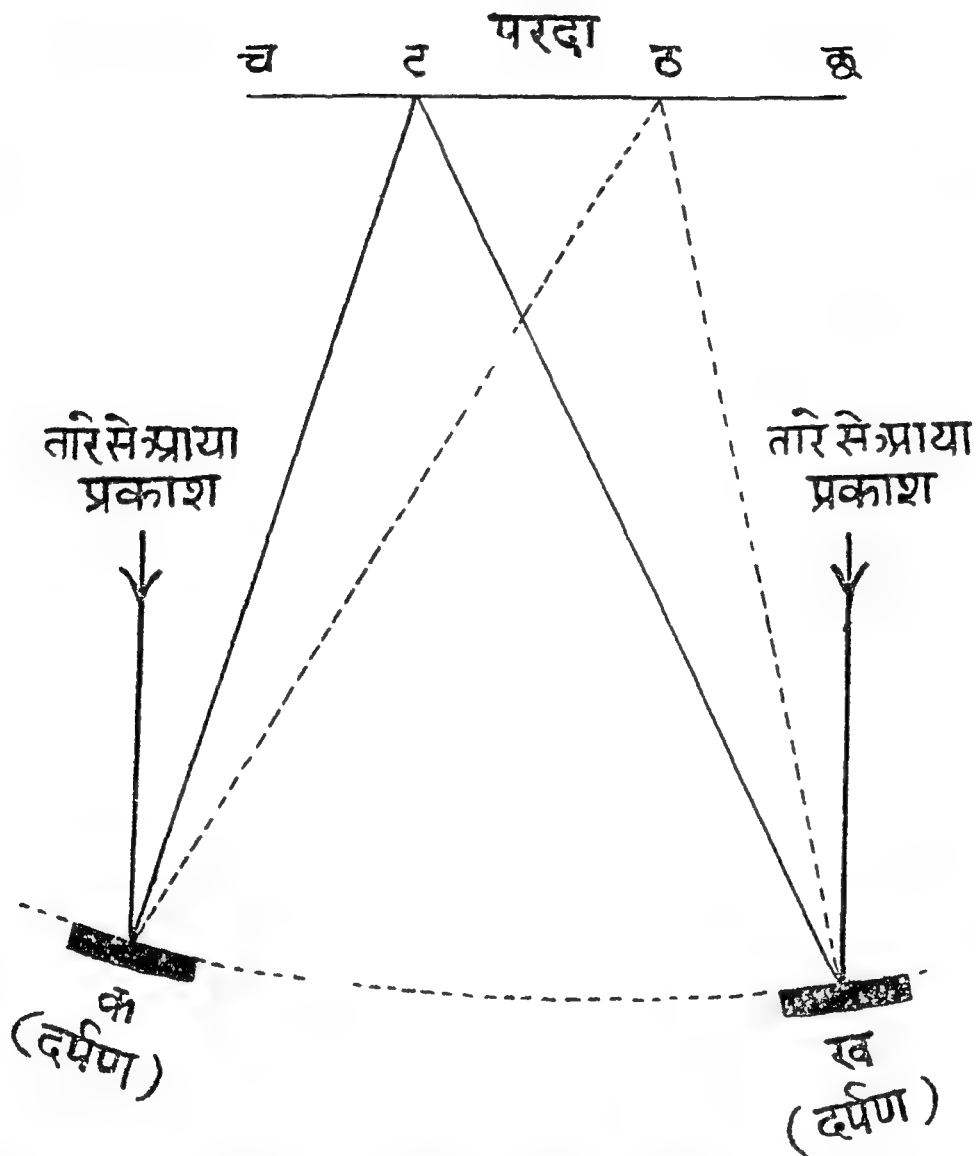 परदा
च ट ठ छ
तारे से आया
प्रकाश
तारे से आया
प्रकाश
क
(दर्पण)
ख
(दर्पण)